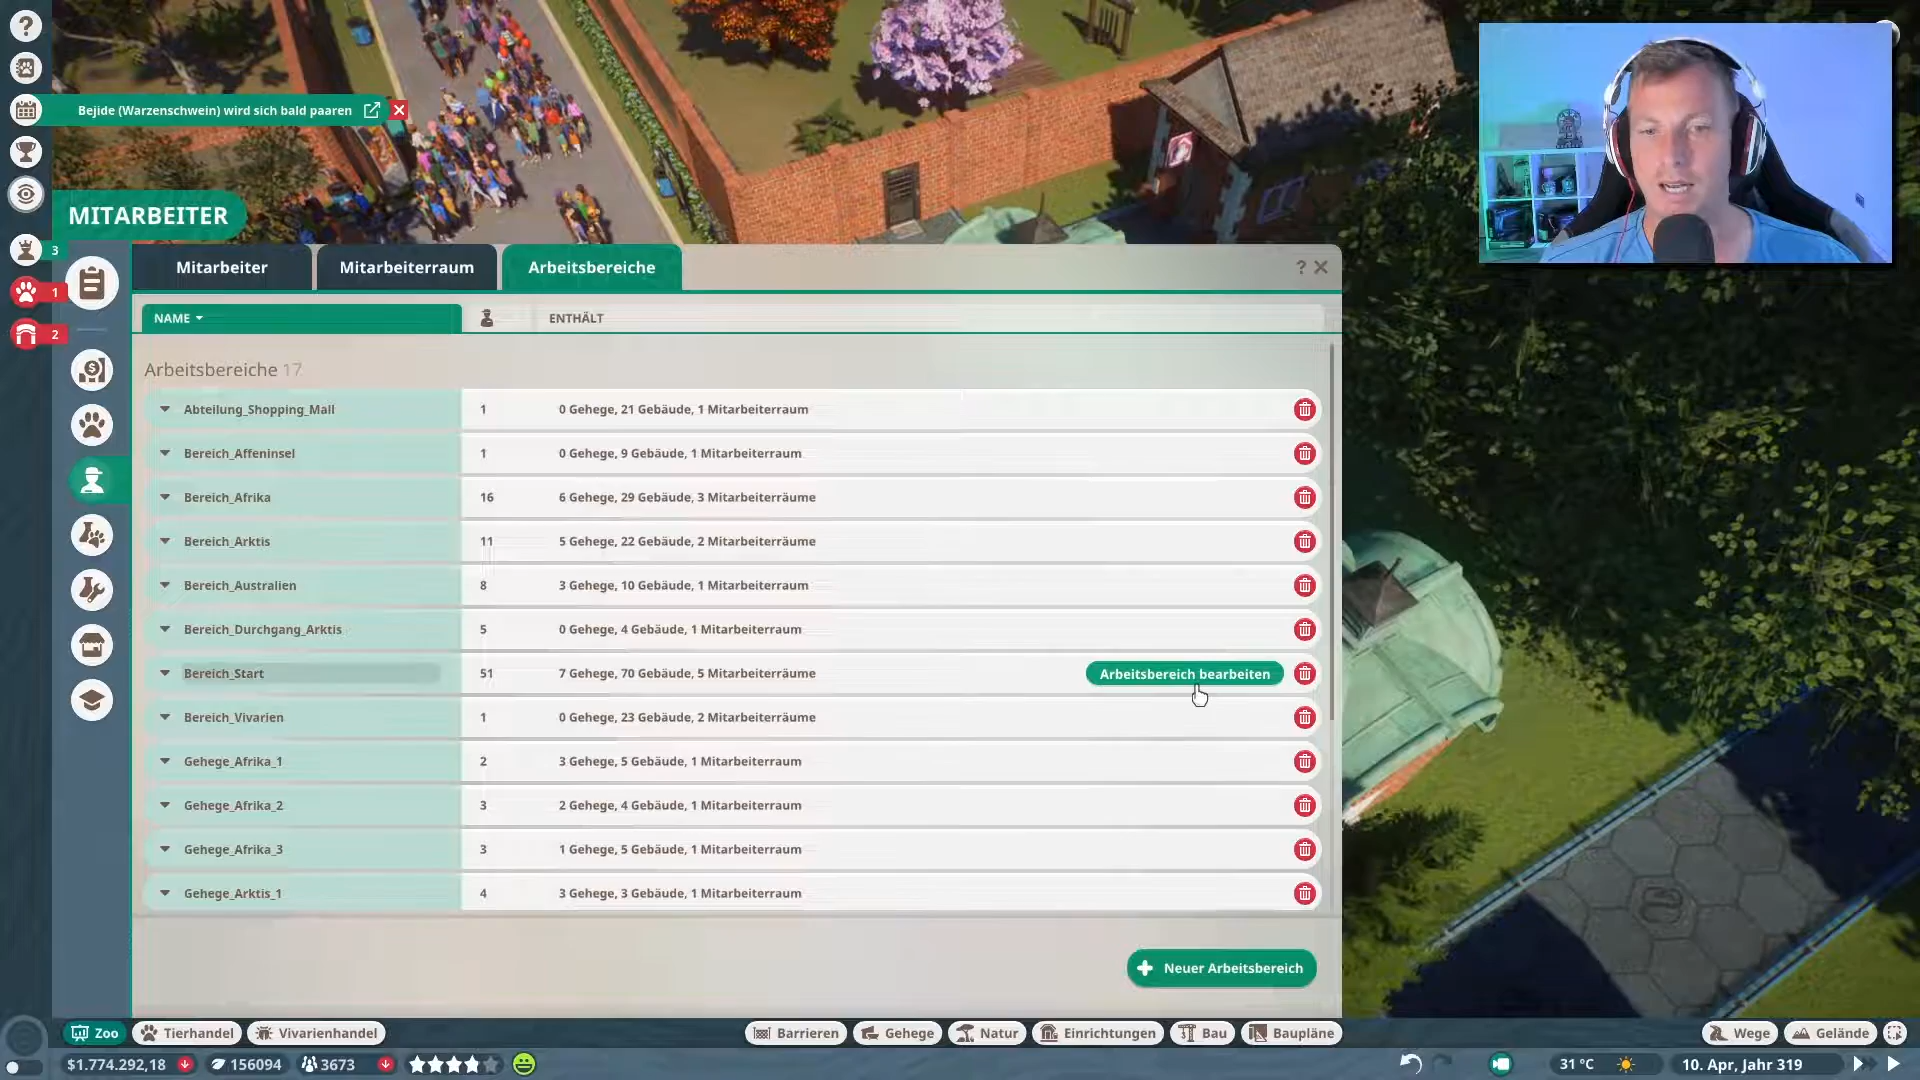 Bejide (Warzenschwein) wird sich bald paaren
MITARBEITER
3
1
2
Mitarbeiter
Mitarbeiterraum
Arbeitsbereiche
?
NAME
ENTHÄLT
Arbeitsbereiche 17
Abteilung_Shopping_Mall 1 0 Gehege, 21 Gebäude, 1 Mitarbeiterraum
Bereich_Affeninsel 1 0 Gehege, 9 Gebäude, 1 Mitarbeiterraum
Bereich_Afrika 16 6 Gehege, 29 Gebäude, 3 Mitarbeiterräume
Bereich_Arktis 11 5 Gehege, 22 Gebäude, 2 Mitarbeiterräume
Bereich_Australien 8 3 Gehege, 10 Gebäude, 1 Mitarbeiterraum
Bereich_Durchgang_Arktis 5 0 Gehege, 4 Gebäude, 1 Mitarbeiterraum
Bereich_Start 51 7 Gehege, 70 Gebäude, 5 Mitarbeiterräume Arbeitsbereich bearbeiten
Bereich_Vivarien 1 0 Gehege, 23 Gebäude, 2 Mitarbeiterräume
Gehege_Afrika_1 2 3 Gehege, 5 Gebäude, 1 Mitarbeiterraum
Gehege_Afrika_2 3 2 Gehege, 4 Gebäude, 1 Mitarbeiterraum
Gehege_Afrika_3 3 1 Gehege, 5 Gebäude, 1 Mitarbeiterraum
Gehege_Arktis_1 4 3 Gehege, 3 Gebäude, 1 Mitarbeiterraum
Neuer Arbeitsbereich
Zoo Tierhandel Vivarienhandel Barrieren Gehege Natur Einrichtungen Bau Baupläne Wege Gelände
$1.774.292,18 156094 3673 31 °C 10. Apr, Jahr 319